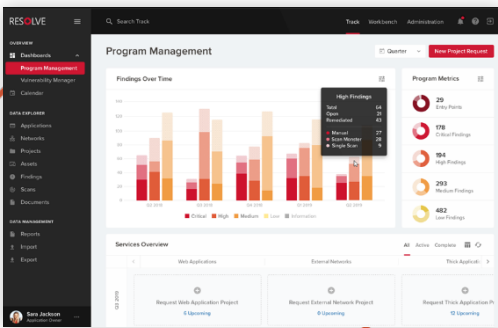 RESOLVE
Search Track
Track Workbench Administration
OVERVIEW
Dashboards
Program Management
Vulnerability Manager
Calendar
DATA EXPLORER
Applications
Networks
Projects
Assets
Findings
Scans
Documents
DATA MANAGEMENT
Reports
Import
Export
Sara Jackson
Application Owner
Program Management
Quarter
New Project Request
Findings Over Time
High Findings
Total 64
Open 21
Remediated 43
Manual 27
Scan Monster 28
Single Scan 9
Critical High Medium Low Information
Program Metrics
29
Entry Points
178
Critical Findings
194
High Findings
293
Medium Findings
482
Low Findings
Services Overview
All Active Complete
Web Applications
External Networks
Thick Applicati
Q2 2019
Request Web Application Project
6 Upcoming
Request External Network Project
Upcoming
Request Thick Application P
12 Upcoming